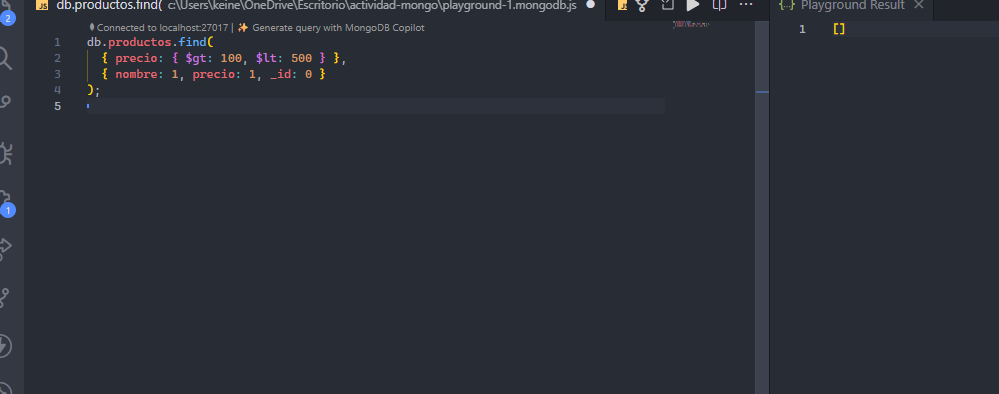 JS db.productos.find( c:\Users\keine\OneDrive\Escritorio\actividad-mongo\playground-1.mongodb.js
JS
Playground Result
2
Connected to localhost:27017 | ✨ Generate query with MongoDB Copilot
1 db.productos.find(
2 { precio: { $gt: 100, $lt: 500 } },
3 { nombre: 1, precio: 1, _id: 0 }
4 );
5
1 []
1